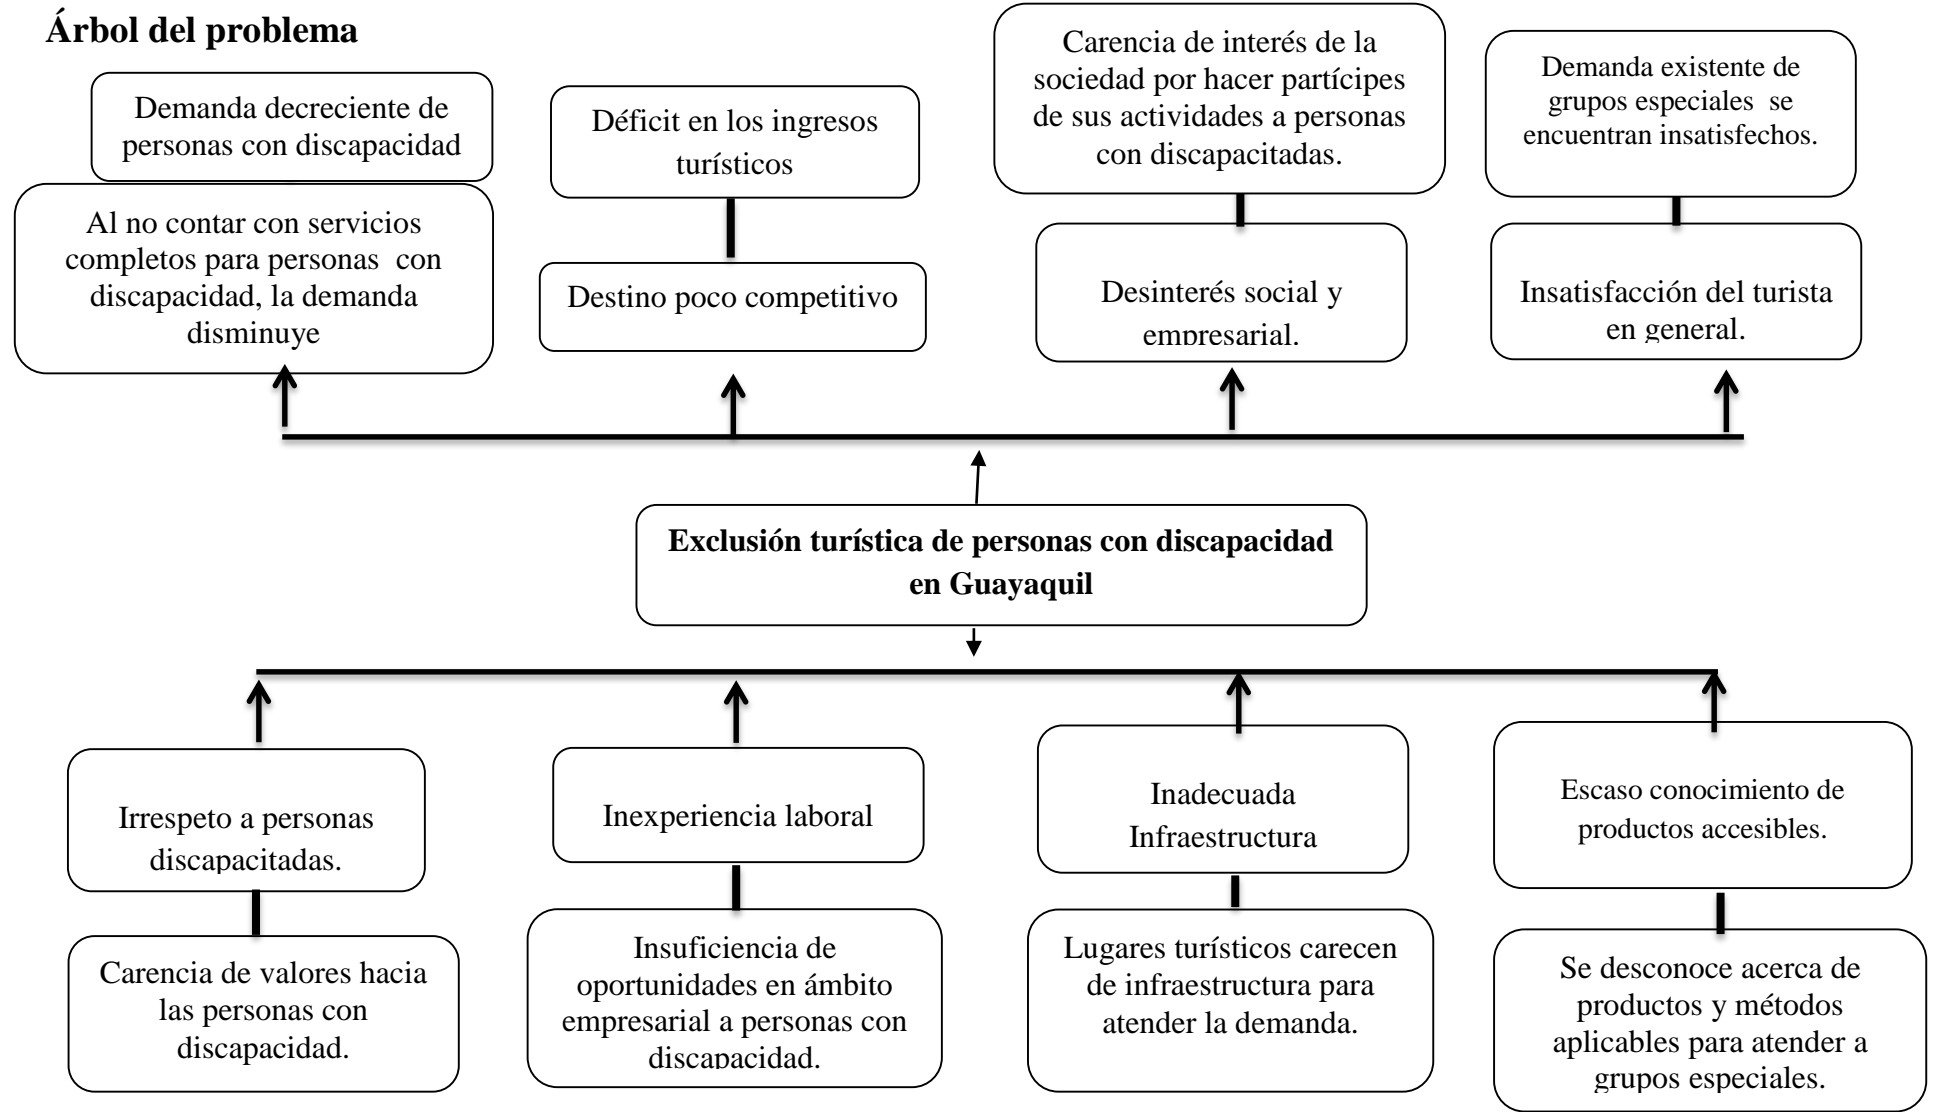 Árbol del problema
Demanda decreciente de
personas con discapacidad
Déficit en los ingresos
turísticos
Carencia de interés de la
sociedad por hacer partícipes
de sus actividades a personas
con discapacitadas.
Demanda existente de
grupos especiales se
encuentran insatisfechos.
Al no contar con servicios
completos para personas con
discapacidad, la demanda
disminuye
Destino poco competitivo
Desinterés social y
empresarial.
Insatisfacción del turista
en general.
Exclusión turística de personas con discapacidad
en Guayaquil
Irrespeto a personas
discapacitadas.
Inexperiencia laboral
Inadecuada
Infraestructura
Escaso conocimiento de
productos accesibles.
Carencia de valores hacia
las personas con
discapacidad.
Insuficiencia de
oportunidades en ámbito
empresarial a personas con
discapacidad.
Lugares turísticos carecen
de infraestructura para
atender la demanda.
Se desconoce acerca de
productos y métodos
aplicables para atender a
grupos especiales.